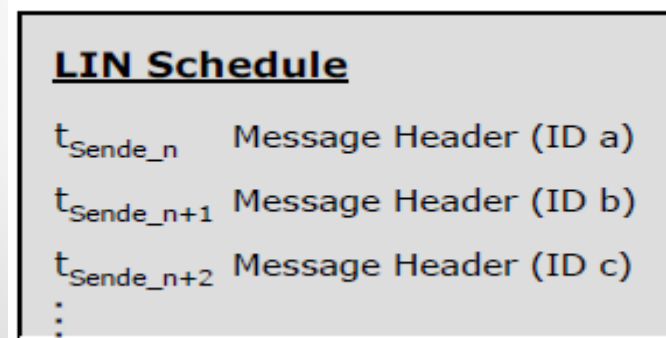 LIN Schedule
tSende_n Message Header (ID a)
tSende_n+1 Message Header (ID b)
tSende_n+2 Message Header (ID c)
⋮